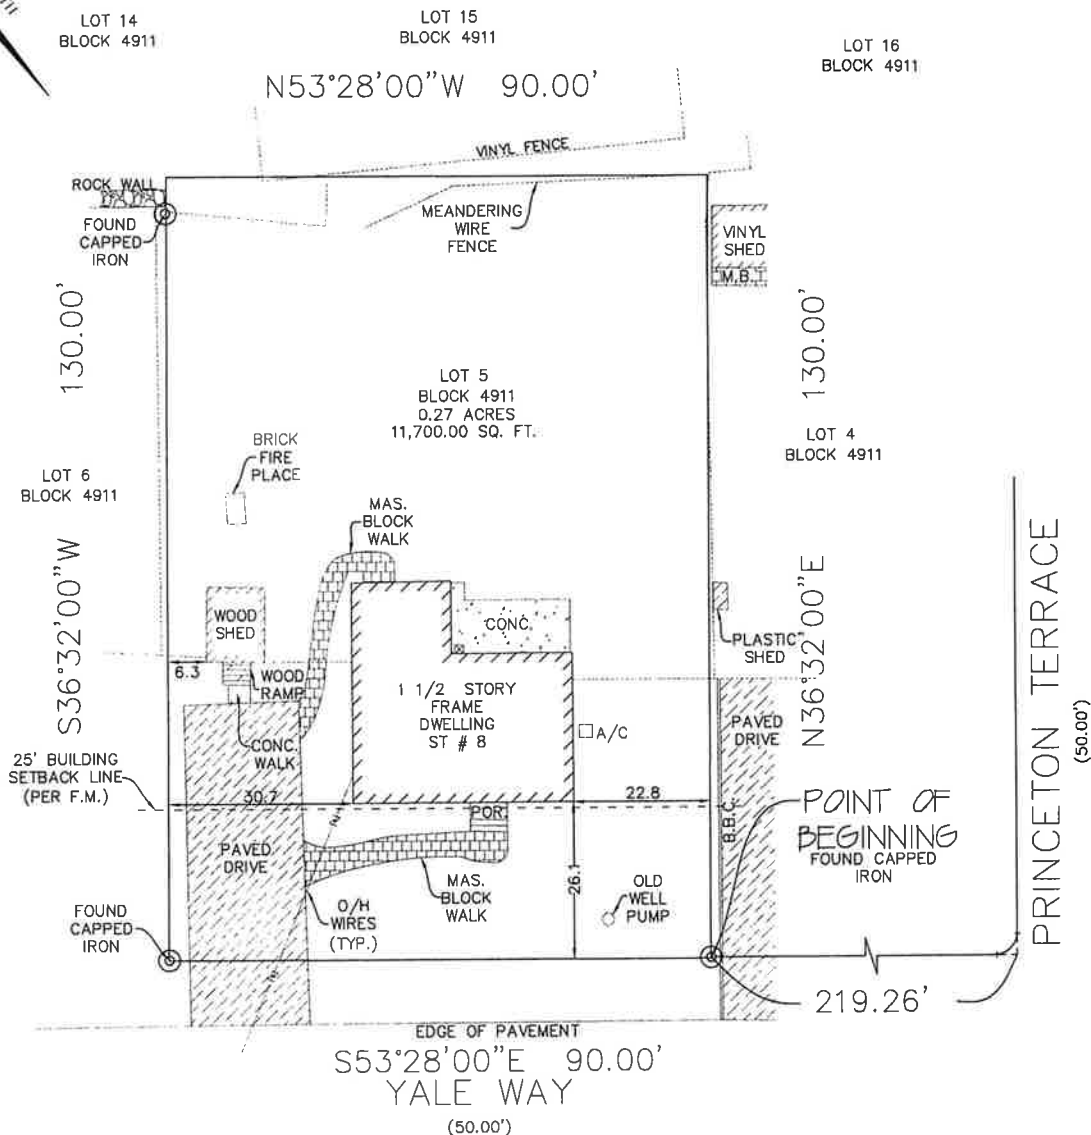 LOT 14
BLOCK 4911
LOT 15
BLOCK 4911
LOT 16
BLOCK 4911
N53°28'00"W 90.00'
VINYL FENCE
ROCK WALL
FOUND
CAPPED
IRON
MEANDERING
WIRE
FENCE
VINYL
SHED
M.B.
130.00'
130.00'
LOT 5
BLOCK 4911
0.27 ACRES
11,700.00 SQ. FT.
BRICK
FIRE
PLACE
LOT 4
BLOCK 4911
LOT 6
BLOCK 4911
MAS.
BLOCK
WALK
S36°32'00"W
N36°32'00"E
PRINCETON TERRACE
(50.00')
WOOD
SHED
CONC.
PLASTIC
SHED
6.3
WOOD
RAMP
1 1/2 STORY
FRAME
DWELLING
ST # 8
A/C
PAVED
DRIVE
CONC.
WALK
25' BUILDING
SETBACK LINE
(PER F.M.)
30.7
22.8
POR.
B.B.C.
POINT OF
BEGINNING
FOUND CAPPED
IRON
PAVED
DRIVE
26.1
MAS.
BLOCK
WALK
OLD
WELL
PUMP
O/H
WIRES
(TYP.)
FOUND
CAPPED
IRON
219.26'
EDGE OF PAVEMENT
S53°28'00"E 90.00'
YALE WAY
(50.00')